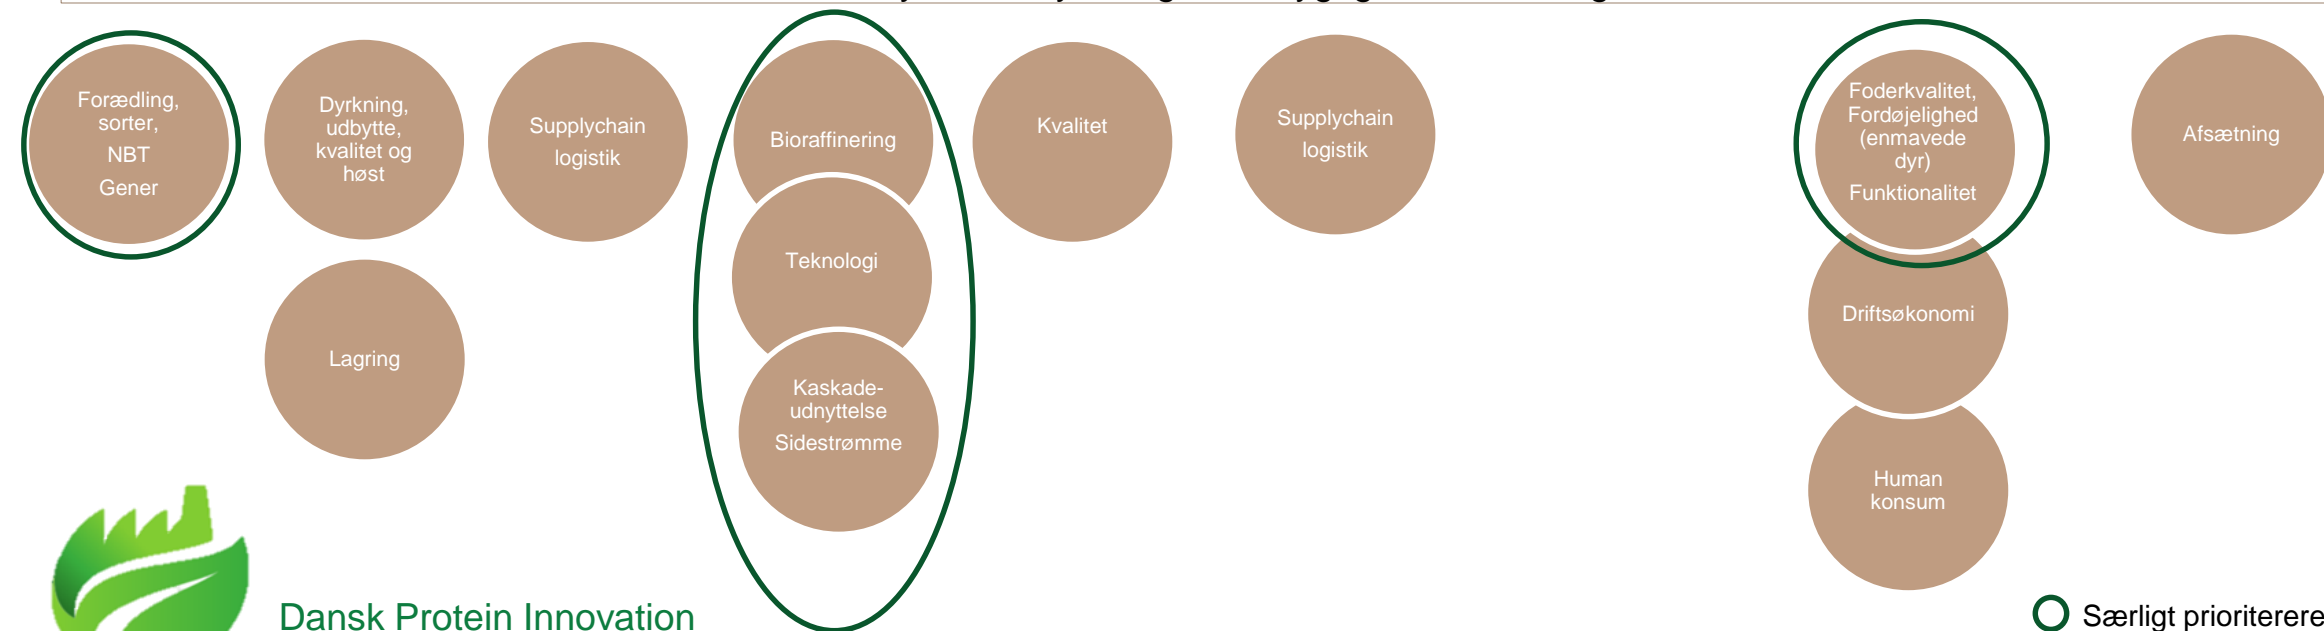 Forædling,
sorter,
NBT
Gener
Dyrkning,
udbytte,
kvalitet og
høst
Lagring
Supplychain
logistik
Bioraffinering
Teknologi
Kaskade-
udnyttelse
Sidestrømme
Kvalitet
Supplychain
logistik
Foderkvalitet,
Fordøjelighed
(enmavede
dyr)
Funktionalitet
Driftsøkonomi
Human
konsum
Afsætning
Dansk Protein Innovation
Særligt prioriterere